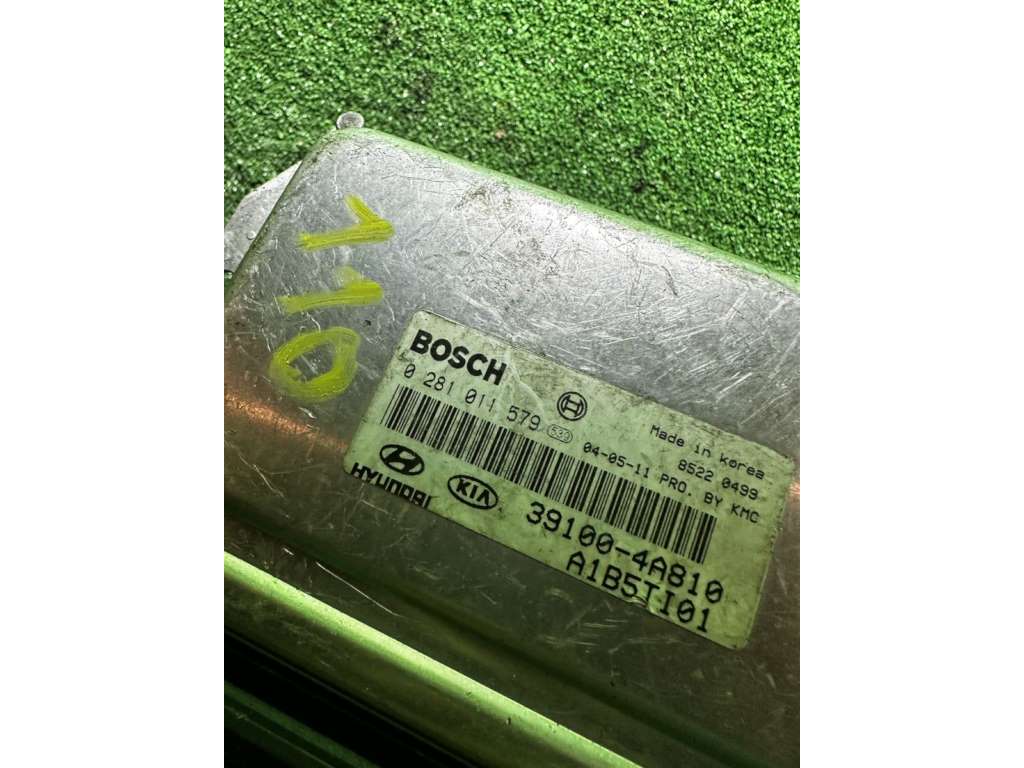 110
BOSCH
0 281 011 579 539
Made in Korea
04-05-11 8522 0499
PRO. BY KMC
HYUNDAI
KIA
39100-4A810
A1B5TI01